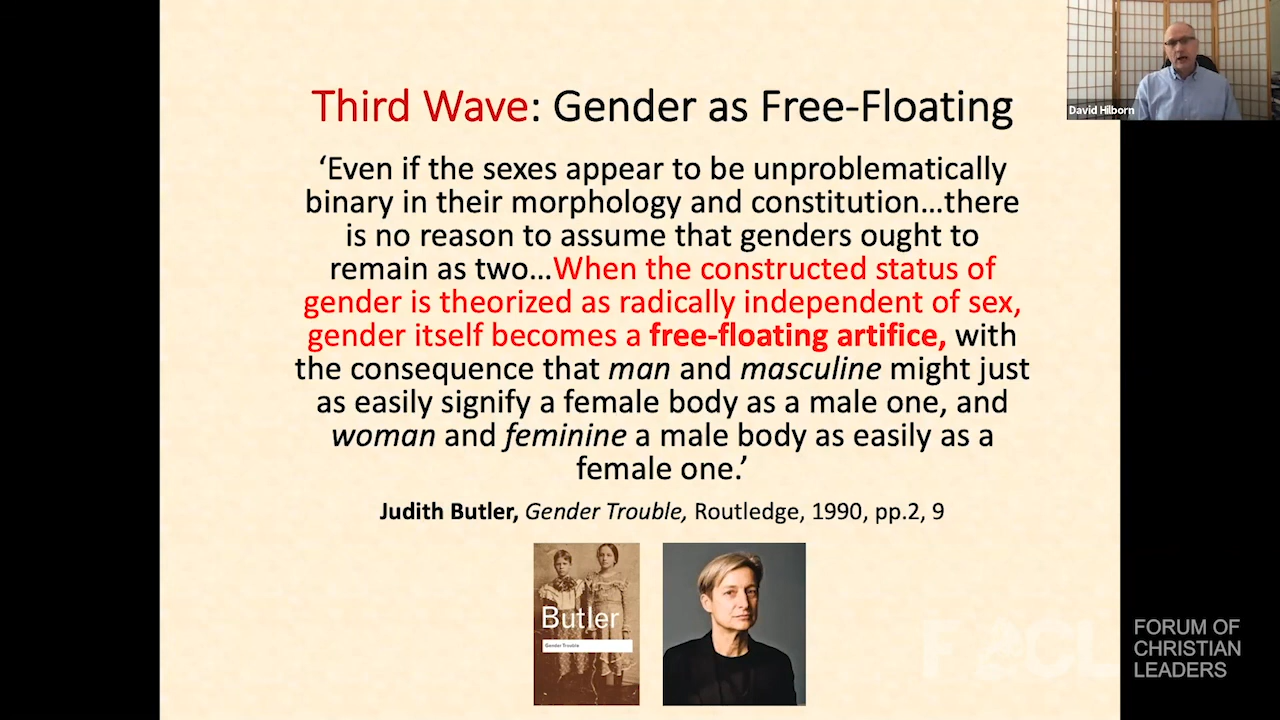 David Hilborn
Third Wave: Gender as Free-Floating
‘Even if the sexes appear to be unproblematically
binary in their morphology and constitution…there
is no reason to assume that genders ought to
remain as two…When the constructed status of
gender is theorized as radically independent of sex,
gender itself becomes a free-floating artifice, with
the consequence that man and masculine might just
as easily signify a female body as a male one, and
woman and feminine a male body as easily as a
female one.’
Judith Butler, Gender Trouble, Routledge, 1990, pp.2, 9
Butler
Gender Trouble
FORUM OF
CHRISTIAN
LEADERS